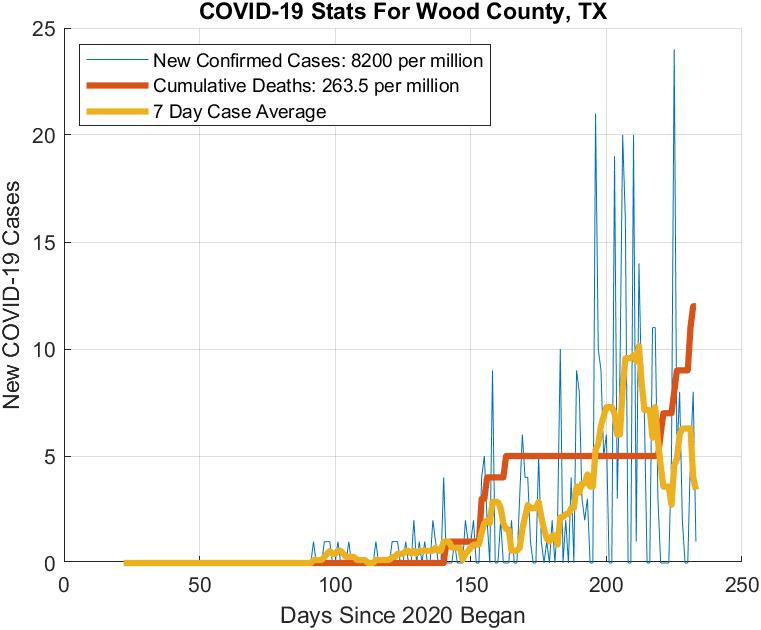 COVID-19 Stats For Wood County, TX
New Confirmed Cases: 8200 per million
Cumulative Deaths: 263.5 per million
7 Day Case Average
New COVID-19 Cases
25
20
15
10
5
0
0 50 100 150 200 250
Days Since 2020 Began